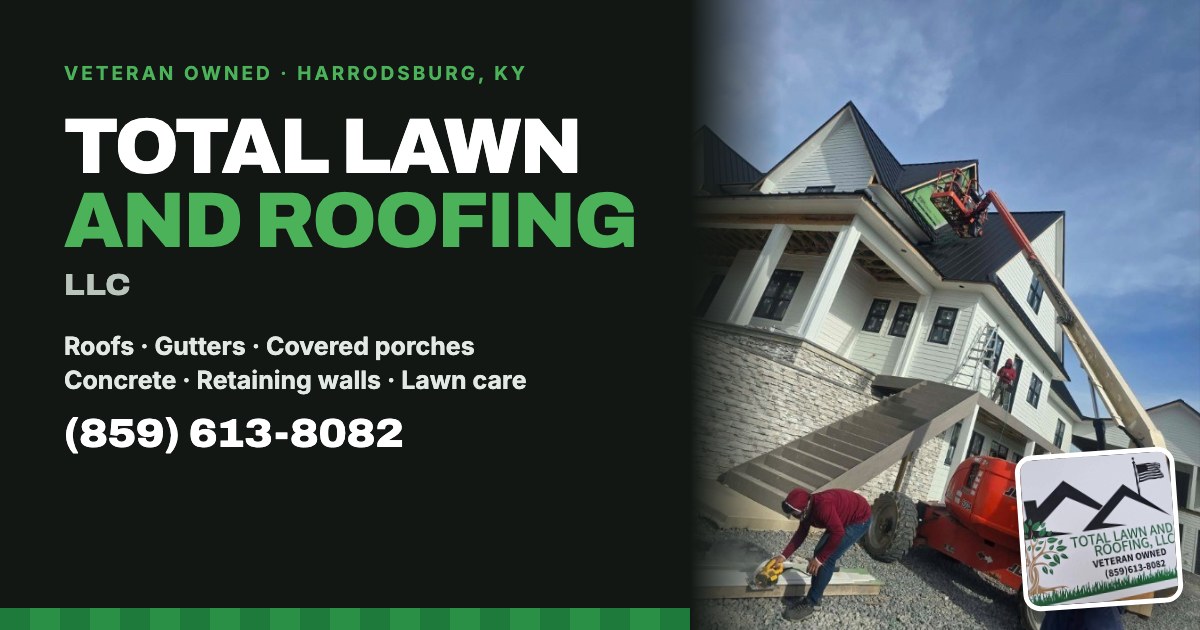 VETERAN OWNED · HARRODSBURG, KY
TOTAL LAWN
AND ROOFING
LLC
Roofs · Gutters · Covered porches
Concrete · Retaining walls · Lawn care
(859) 613-8082
TOTAL LAWN AND
ROOFING, LLC
VETERAN OWNED
(859)613-8082